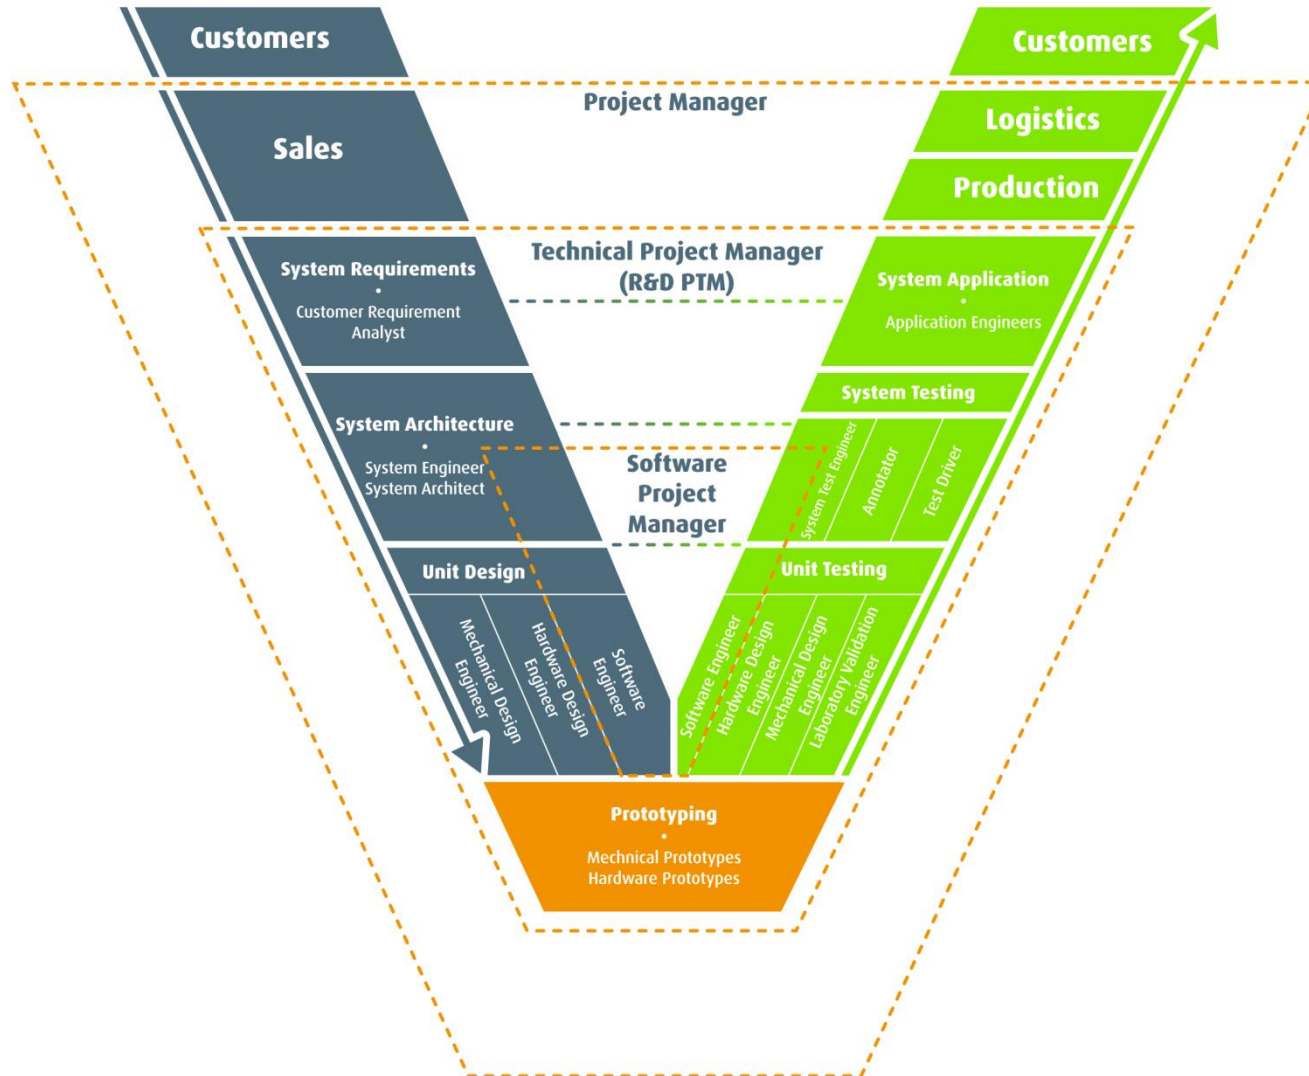 Customers
Sales
System Requirements
•
Customer Requirement
Analyst
System Architecture
•
System Engineer
System Architect
Unit Design
Mechanical Design
Engineer
Hardware Design
Engineer
Software
Engineer
Project Manager
Technical Project Manager
(R&D PTM)
Software
Project
Manager
Prototyping
•
Mechnical Prototypes
Hardware Prototypes
Customers
Logistics
Production
System Application
•
Application Engineers
System Testing
System Test Engineer
Annotator
Test Driver
Unit Testing
Software Engineer
Hardware Design
Engineer
Mechanical Design
Engineer
Laboratory Validation
Engineer